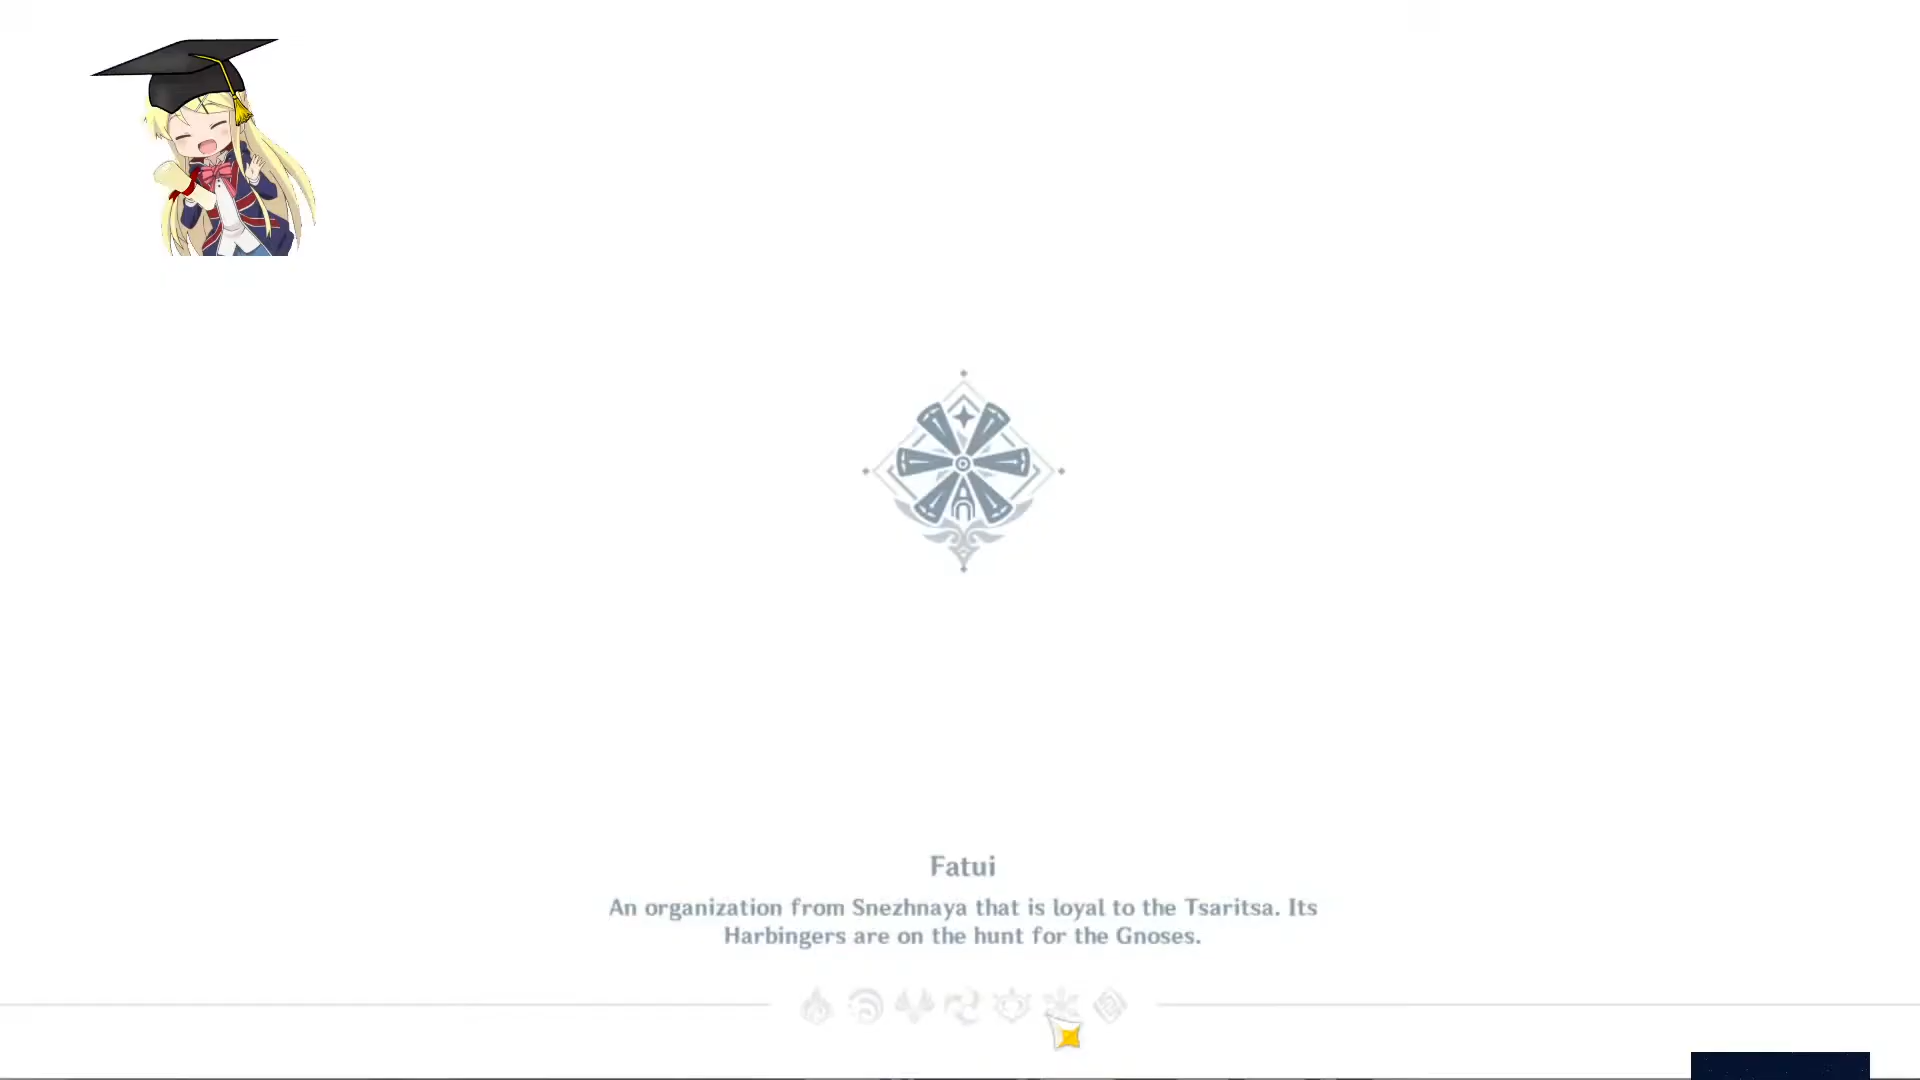 Fatui
An organization from Snezhnaya that is loyal to the Tsaritsa. Its
Harbingers are on the hunt for the Gnoses.